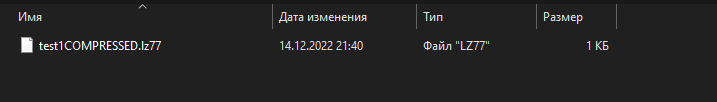 Имя Дата изменения Тип Размер
test1COMPRESSED.lz77 14.12.2022 21:40 Файл "LZ77" 1 КБ